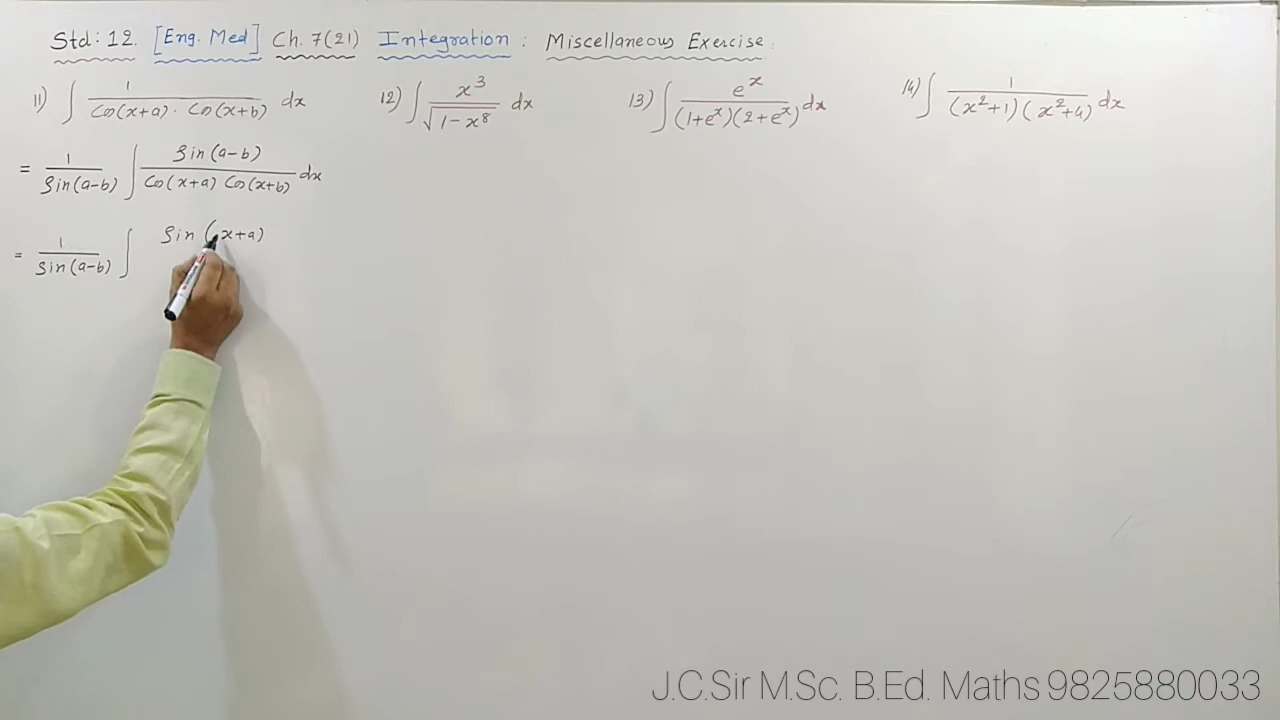 Std: 12. [Eng. Med] Ch. 7(21) Integration : Miscellaneous Exercise.
11) ∫ 1/(Cos(x+a) · Cos(x+b)) dx
12) ∫ x³/√(1-x⁸) dx
13) ∫ eˣ/((1+eˣ)(2+eˣ)) dx
14) ∫ 1/((x²+1)(x²+4)) dx
= 1/Sin(a-b) ∫ Sin(a-b)/(Cos(x+a) Cos(x+b)) dx
= 1/Sin(a-b) ∫ Sin (x+a)
J.C.Sir M.Sc. B.Ed. Maths 9825880033